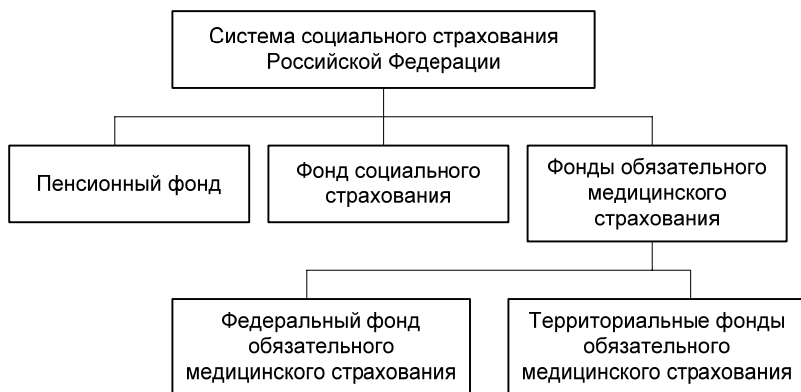 Система социального страхования
Российской Федерации
Пенсионный фонд
Фонд социального
страхования
Фонды обязательного
медицинского
страхования
Федеральный фонд
обязательного
медицинского страхования
Территориальные фонды
обязательного
медицинского страхования